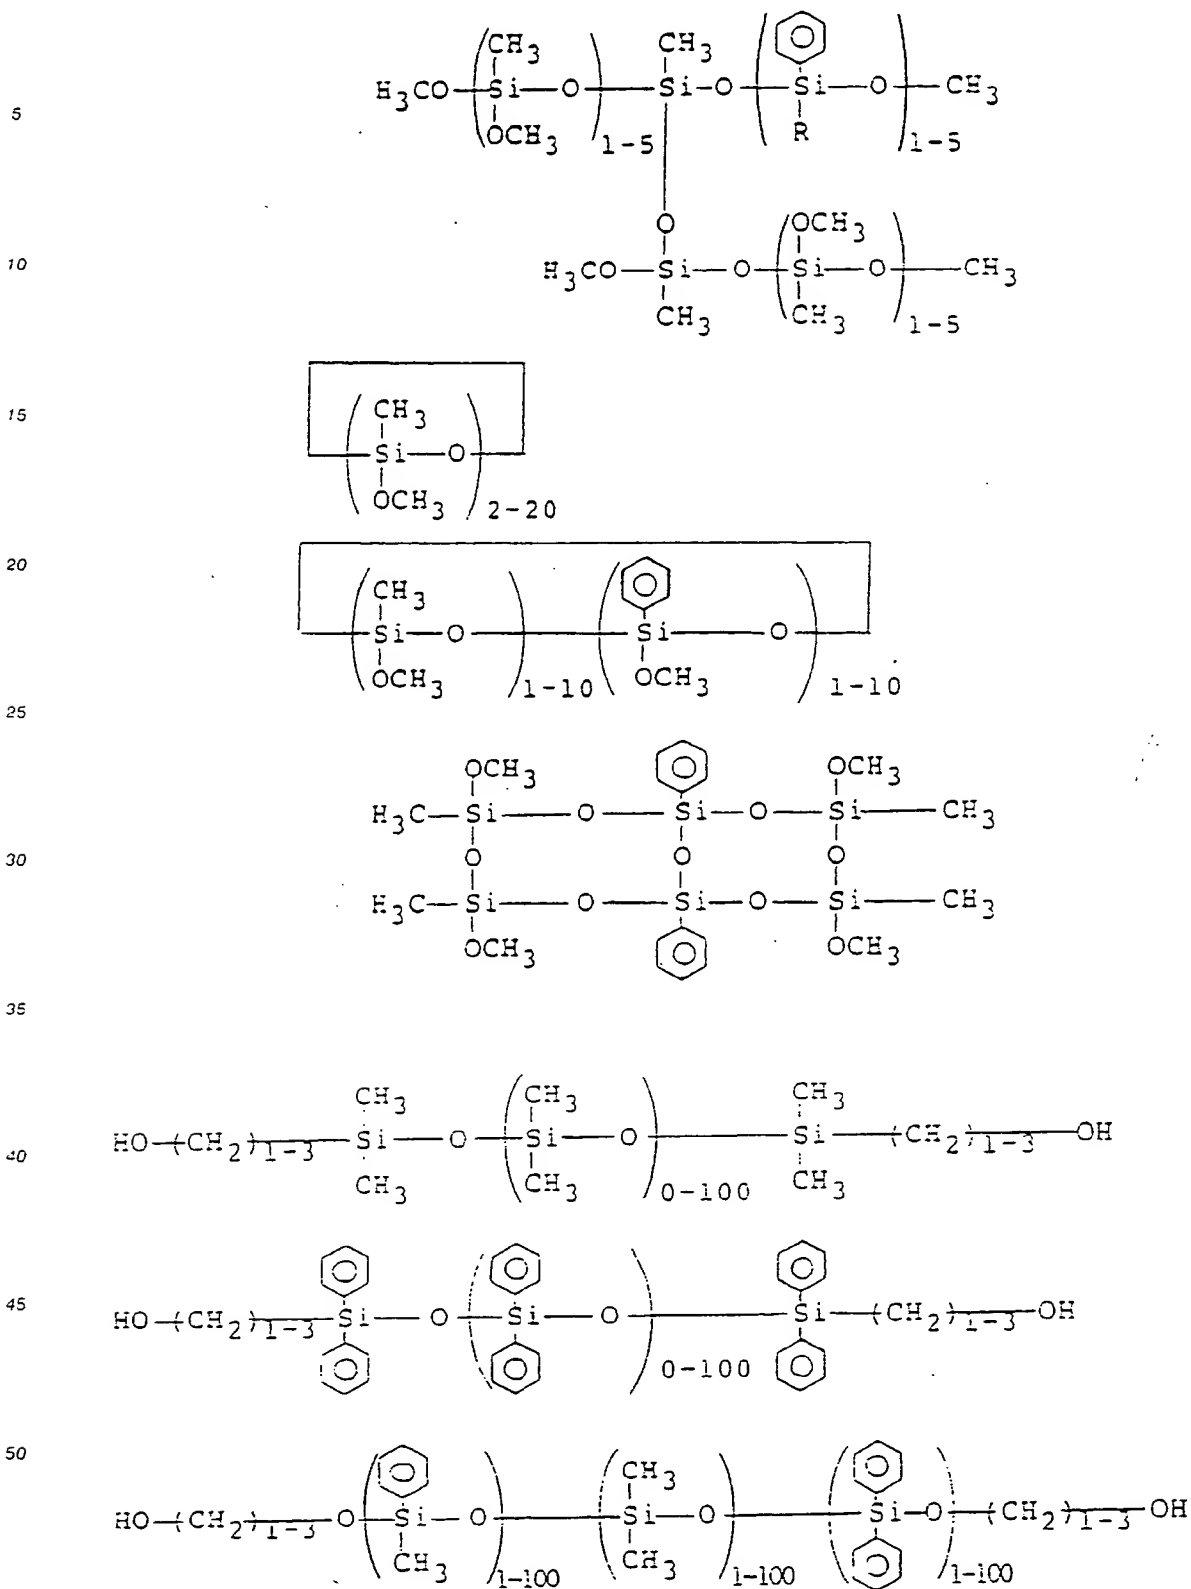 CH3 CH3
H3CO Si O Si O Si O CH3
5
OCH3 1-5 R 1-5
O OCH3
10
H3CO Si O Si O CH3
CH3 CH3 1-5
15
CH3
Si O
OCH3 2-20
20
CH3
Si O Si O
OCH3 1-10 OCH3 1-10
25
OCH3 OCH3
H3C Si O Si O Si CH3
30
O O O
H3C Si O Si O Si CH3
OCH3 OCH3
35
CH3 CH3 CH3
HO (CH2)1-3 Si O Si O Si (CH2)1-3 OH
40
CH3 CH3 0-100 CH3
45
HO (CH2)1-3 Si O Si O Si (CH2)1-3 OH
0-100
50
CH3
HO (CH2)1-3 O Si O Si O Si O (CH2)1-3 OH
CH3 1-100 CH3 1-100 1-100